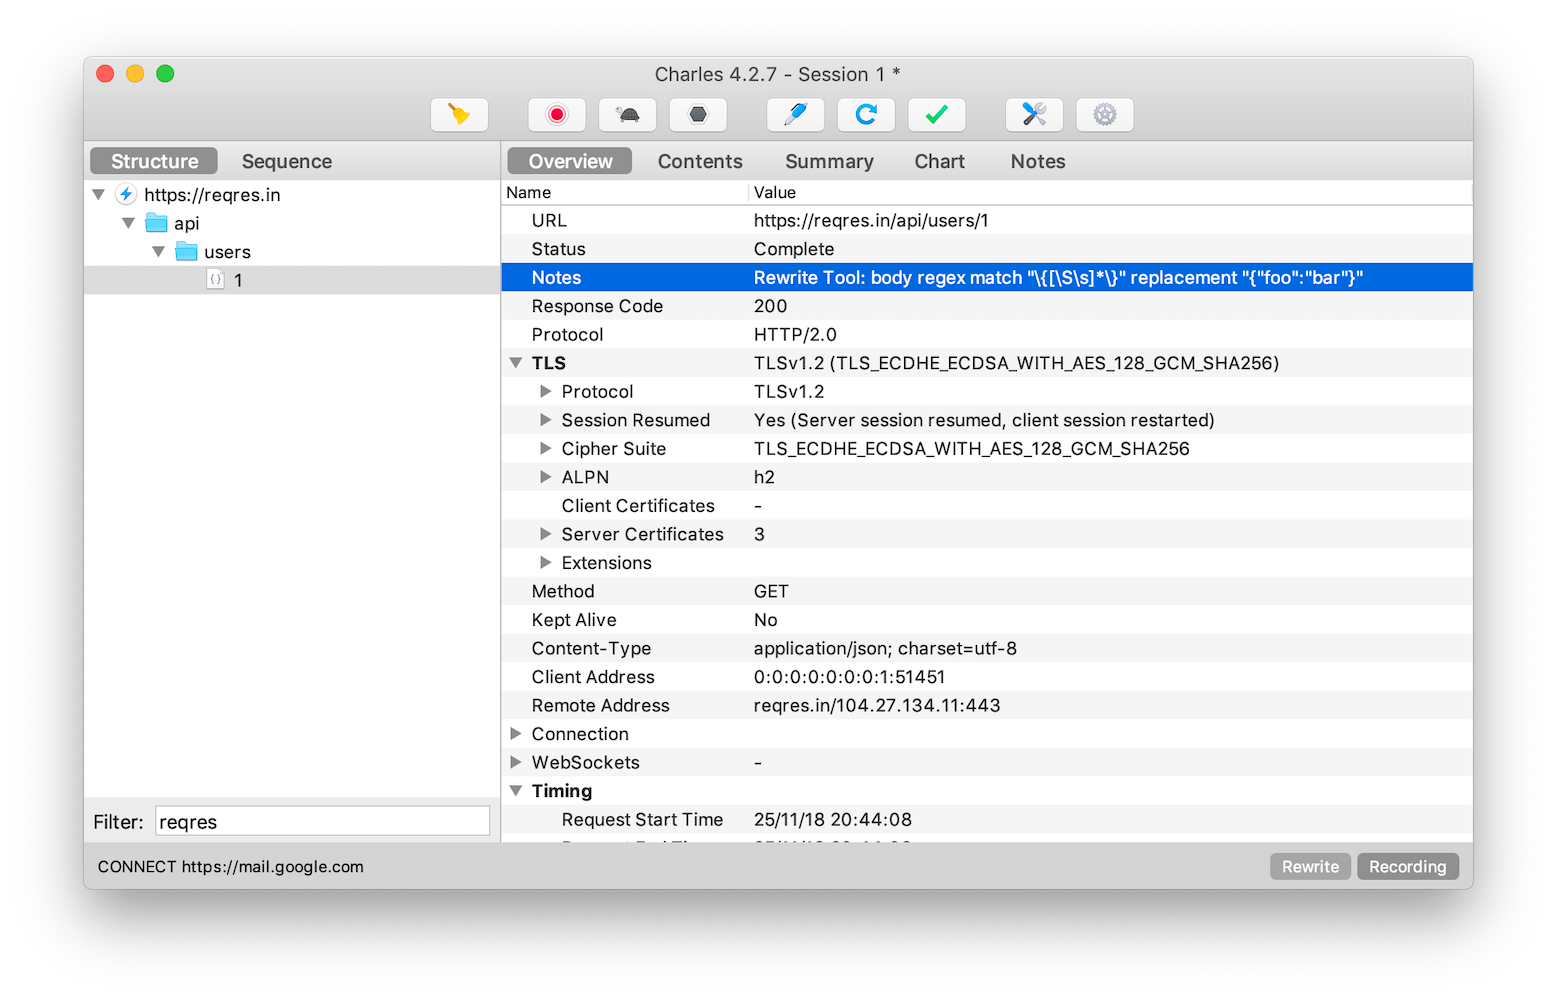 Charles 4.2.7 - Session 1 *
Structure Sequence
Overview Contents Summary Chart Notes
https://reqres.in
api
users
{} 1
Name Value
URL https://reqres.in/api/users/1
Status Complete
Notes Rewrite Tool: body regex match "\{[\S\s]*\}" replacement "{"foo":"bar"}"
Response Code 200
Protocol HTTP/2.0
TLS TLSv1.2 (TLS_ECDHE_ECDSA_WITH_AES_128_GCM_SHA256)
Protocol TLSv1.2
Session Resumed Yes (Server session resumed, client session restarted)
Cipher Suite TLS_ECDHE_ECDSA_WITH_AES_128_GCM_SHA256
ALPN h2
Client Certificates -
Server Certificates 3
Extensions
Method GET
Kept Alive No
Content-Type application/json; charset=utf-8
Client Address 0:0:0:0:0:0:0:1:51451
Remote Address reqres.in/104.27.134.11:443
Connection
WebSockets -
Timing
Request Start Time 25/11/18 20:44:08
Filter: reqres
CONNECT https://mail.google.com
Rewrite Recording